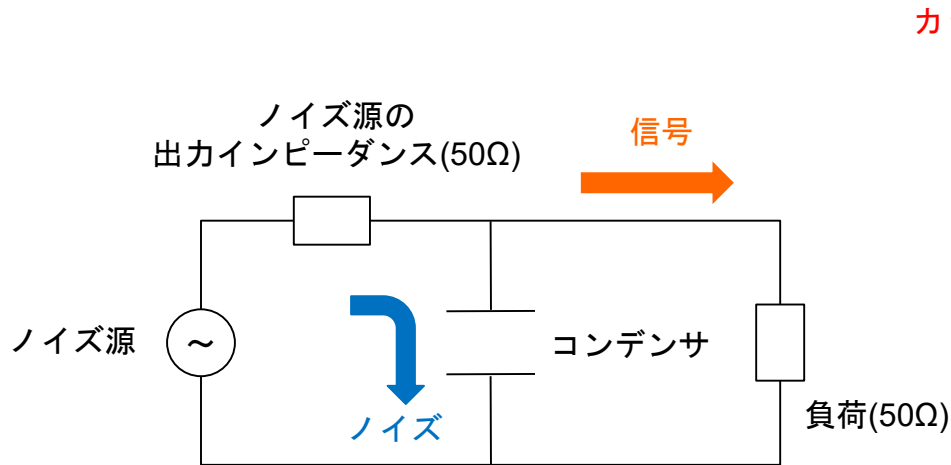 カ
ノイズ源の
出力インピーダンス(50Ω)
信号
ノイズ源
~
コンデンサ
ノイズ
負荷(50Ω)